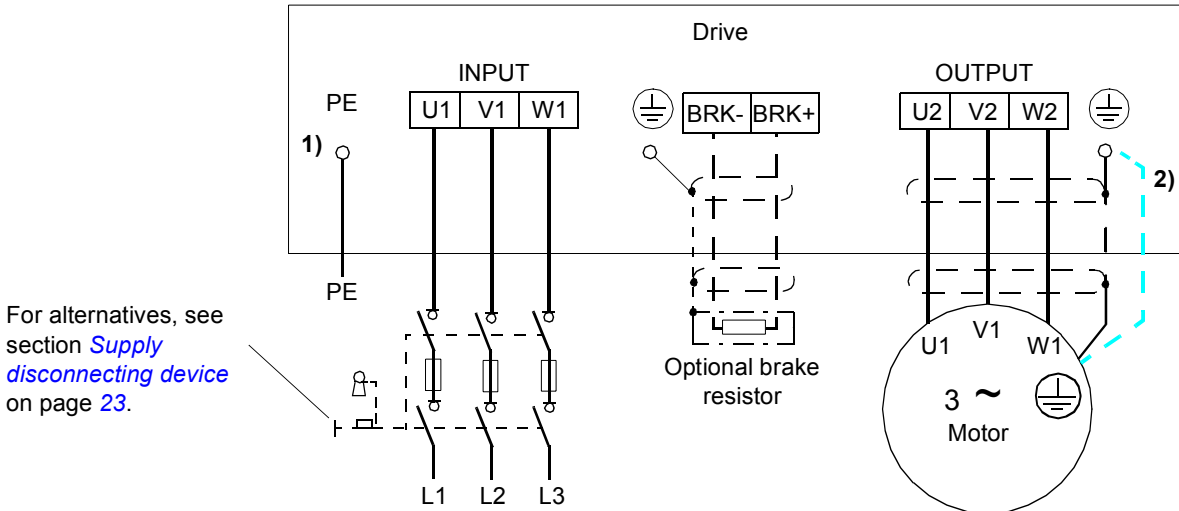 Drive
INPUT
OUTPUT
PE
U1 V1 W1
BRK- BRK+
U2 V2 W2
1)
2)
PE
For alternatives, see
section Supply
disconnecting device
on page 23.
Optional brake
resistor
U1 V1 W1
3 ~
Motor
L1 L2 L3